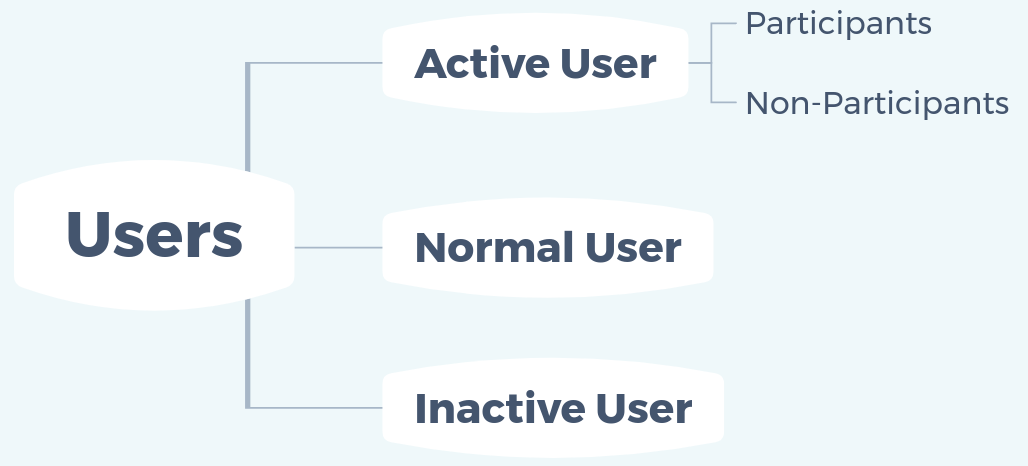 Users
Active User
Participants
Non-Participants
Normal User
Inactive User